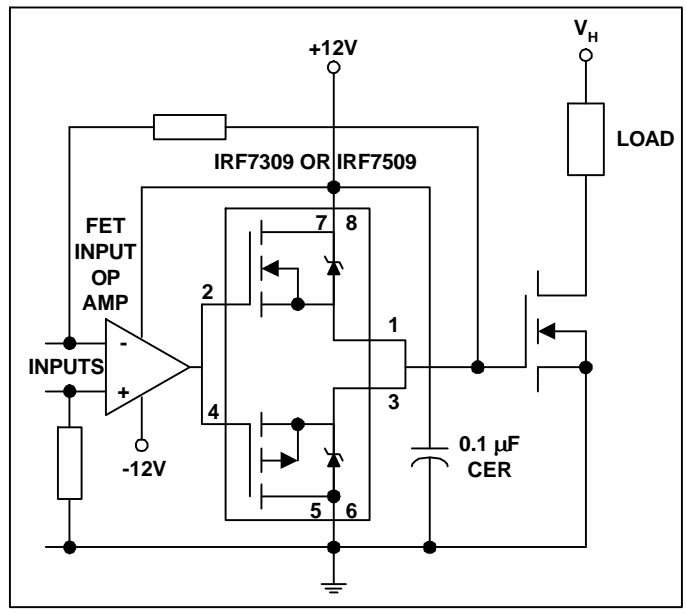 +12V
V_H
LOAD
IRF7309 OR IRF7509
FET
INPUT
OP
AMP
7 8
2
1
-
INPUTS
+
3
4
-12V
0.1 μF
CER
5 6